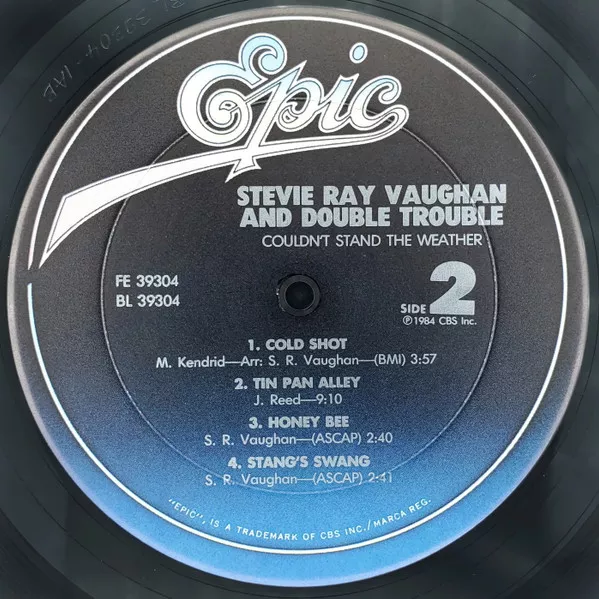 BL 39304-1AE
Epic
STEVIE RAY VAUGHAN
AND DOUBLE TROUBLE
COULDN'T STAND THE WEATHER
FE 39304
BL 39304
SIDE 2
℗1984 CBS Inc.
1. COLD SHOT
M. Kendrid—Arr: S. R. Vaughan—(BMI) 3:57
2. TIN PAN ALLEY
J. Reed—9:10
3. HONEY BEE
S. R. Vaughan—(ASCAP) 2:40
4. STANG'S SWANG
S. R. Vaughan—(ASCAP) 2:41
"EPIC", IS A TRADEMARK OF CBS INC./MARCA REG.